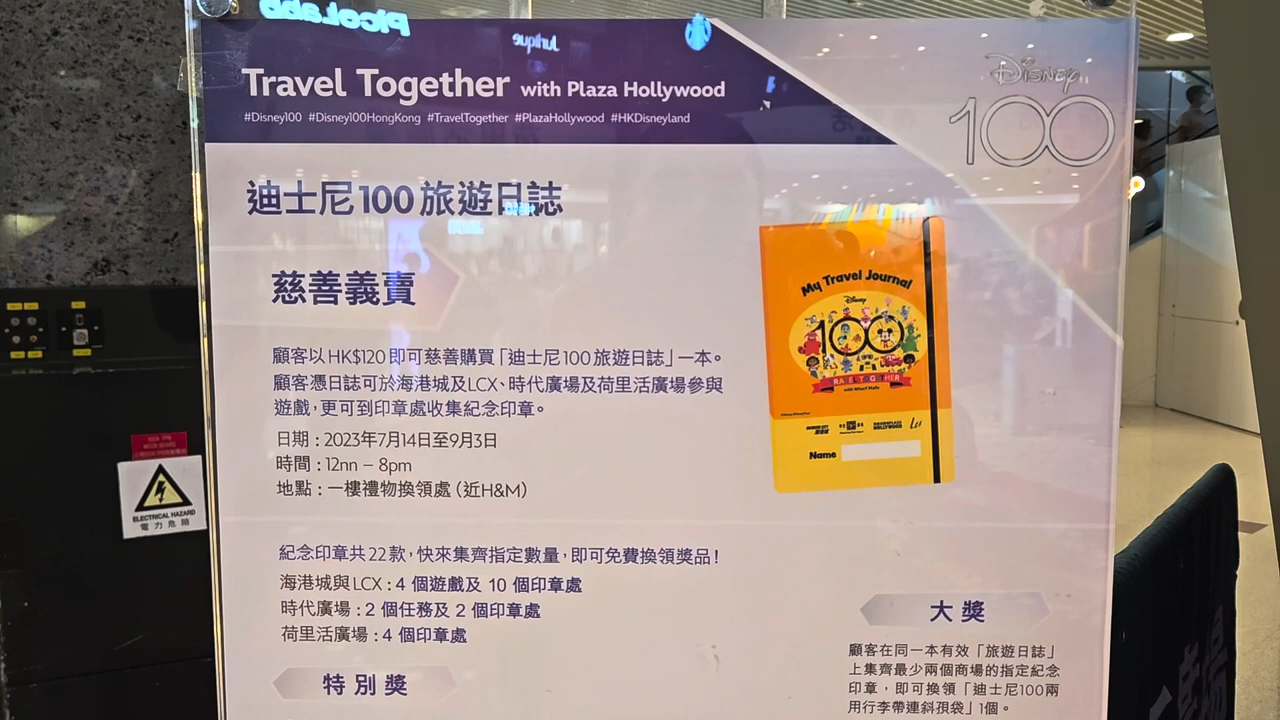 PicoLabb
Jurlique
Travel Together with Plaza Hollywood
#Disney100 #Disney100HongKong #TravelTogether #PlazaHollywood #HKDisneyland
Disney
100
迪士尼100旅遊日誌
慈善義賣
顧客以HK$120即可慈善購買「迪士尼100旅遊日誌」一本。
顧客憑日誌可於海港城及LCX、時代廣場及荷里活廣場參與
遊戲，更可到印章處收集紀念印章。
日期：2023年7月14日至9月3日
時間：12nn – 8pm
地點：一樓禮物換領處（近H&M）
My Travel Journal
Disney
100
TRAVEL TOGETHER
with Wharf Malls
Name
紀念印章共22款，快來集齊指定數量，即可免費換領獎品！
海港城與LCX：4 個遊戲及 10 個印章處
時代廣場：2 個任務及 2 個印章處
荷里活廣場：4 個印章處
特別獎
大獎
顧客在同一本有效「旅遊日誌」
上集齊最少兩個商場的指定紀念
印章，即可換領「迪士尼100兩
用行李帶連斜孭袋」1個。
ELECTRICAL HAZARD
電力危險